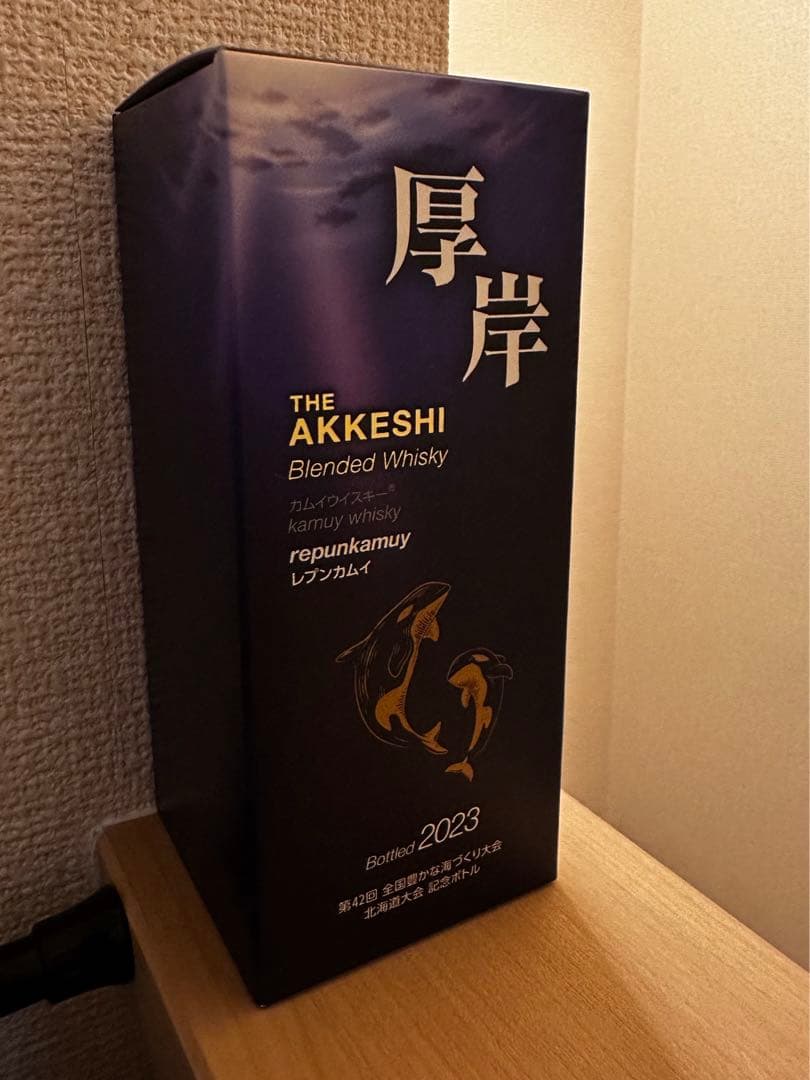 厚岸
THE
AKKESHI
Blended Whisky
カムイウイスキー®
kamuy whisky
repunkamuy
レプンカムイ
Bottled 2023
第42回 全国豊かな海づくり大会
北海道大会 記念ボトル